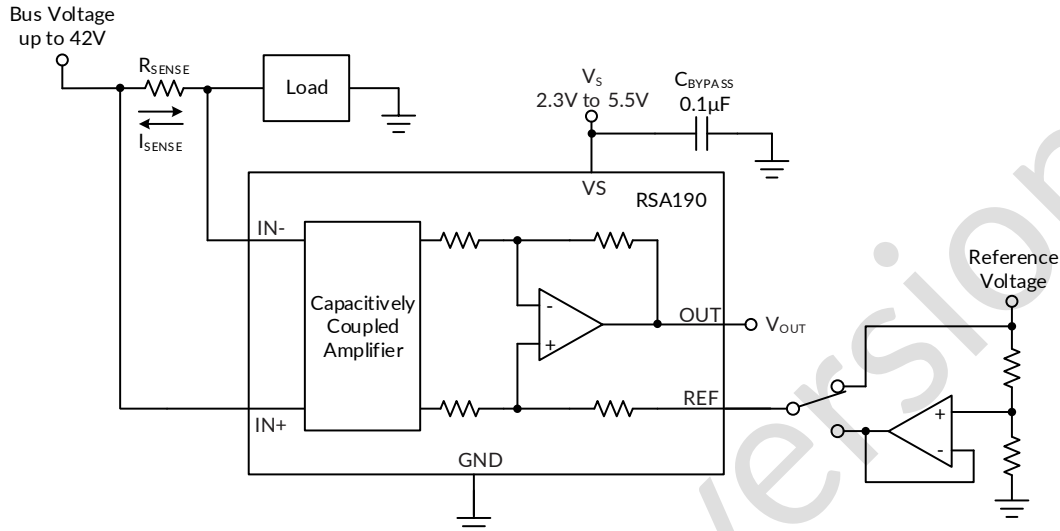 Bus Voltage
up to 42V
RSENSE
ISENSE
Load
VS
2.3V to 5.5V
CBYPASS
0.1µF
VS
RSA190
IN-
Capacitively
Coupled
Amplifier
-
+
OUT
VOUT
REF
IN+
GND
Reference
Voltage
+
-
version